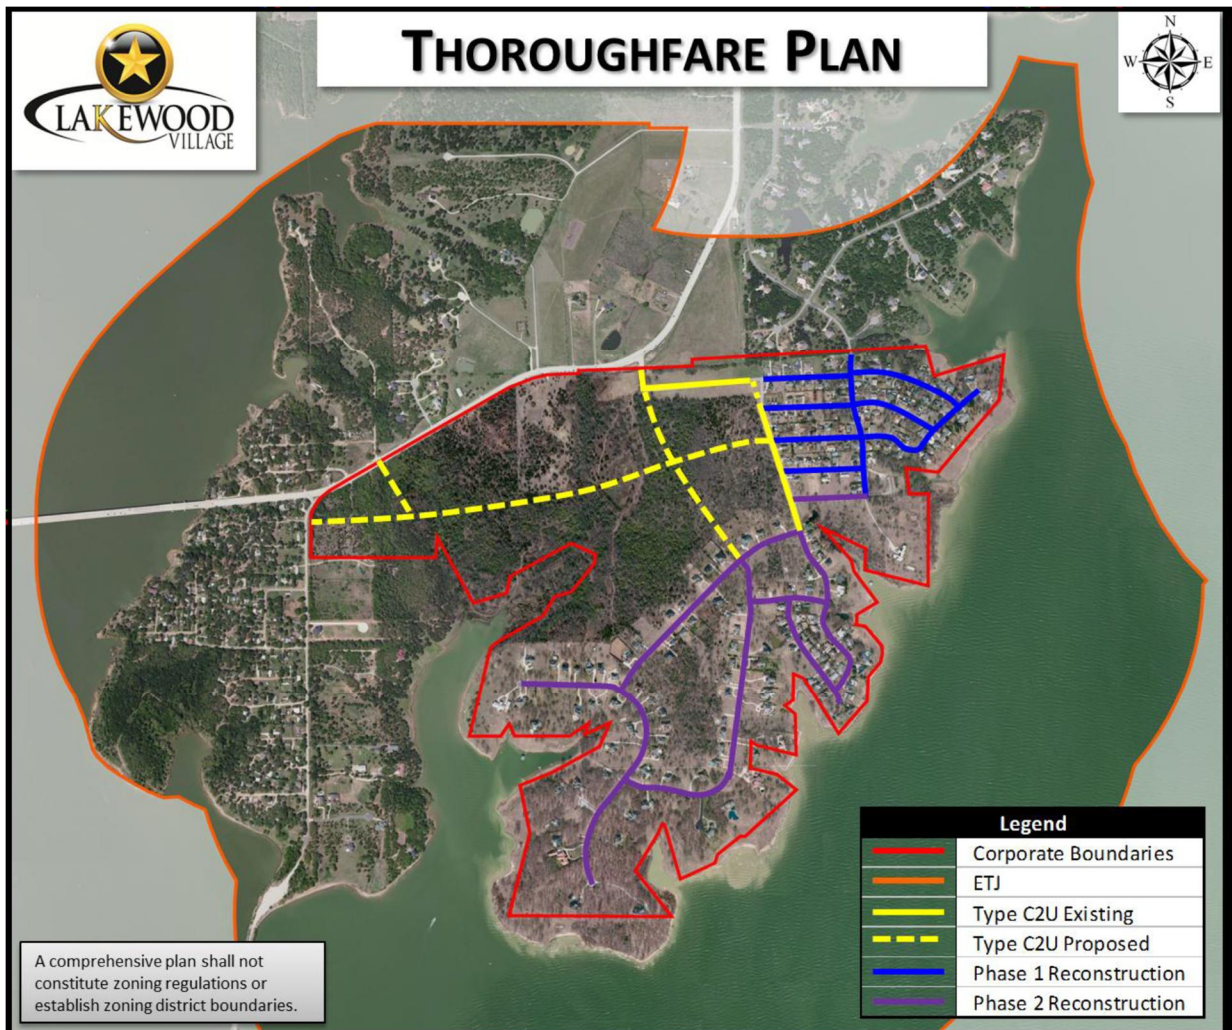 LAKEWOOD
VILLAGE
THOROUGHFARE PLAN
N
W
E
S
Legend
Corporate Boundaries
ETJ
Type C2U Existing
Type C2U Proposed
Phase 1 Reconstruction
Phase 2 Reconstruction
A comprehensive plan shall not
constitute zoning regulations or
establish zoning district boundaries.